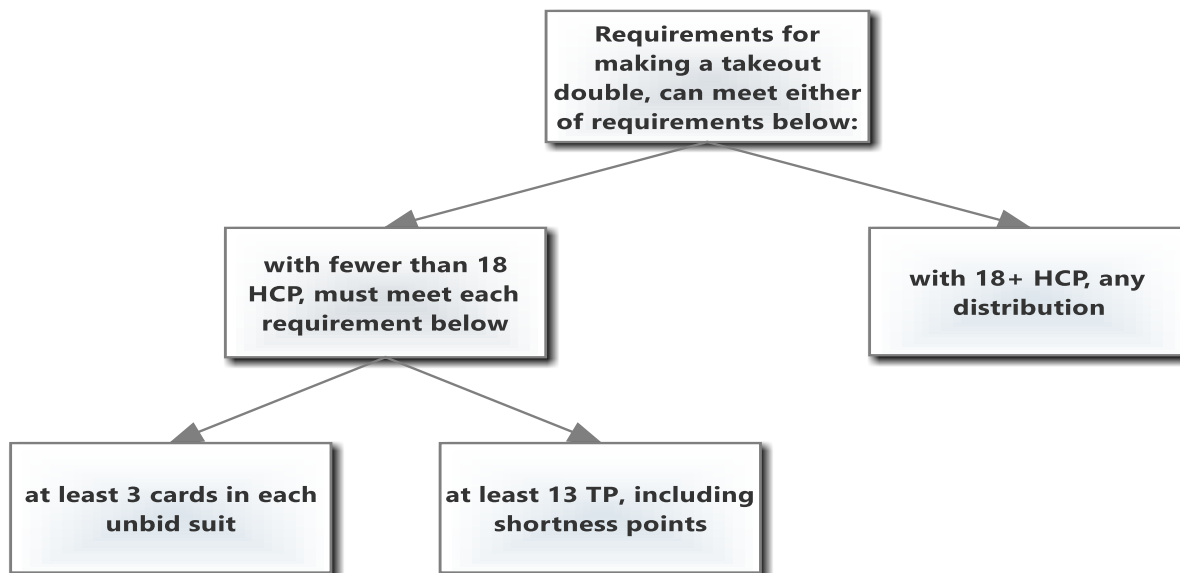 Requirements for
making a takeout
double, can meet either
of requirements below:
with fewer than 18
HCP, must meet each
requirement below
with 18+ HCP, any
distribution
at least 3 cards in each
unbid suit
at least 13 TP, including
shortness points